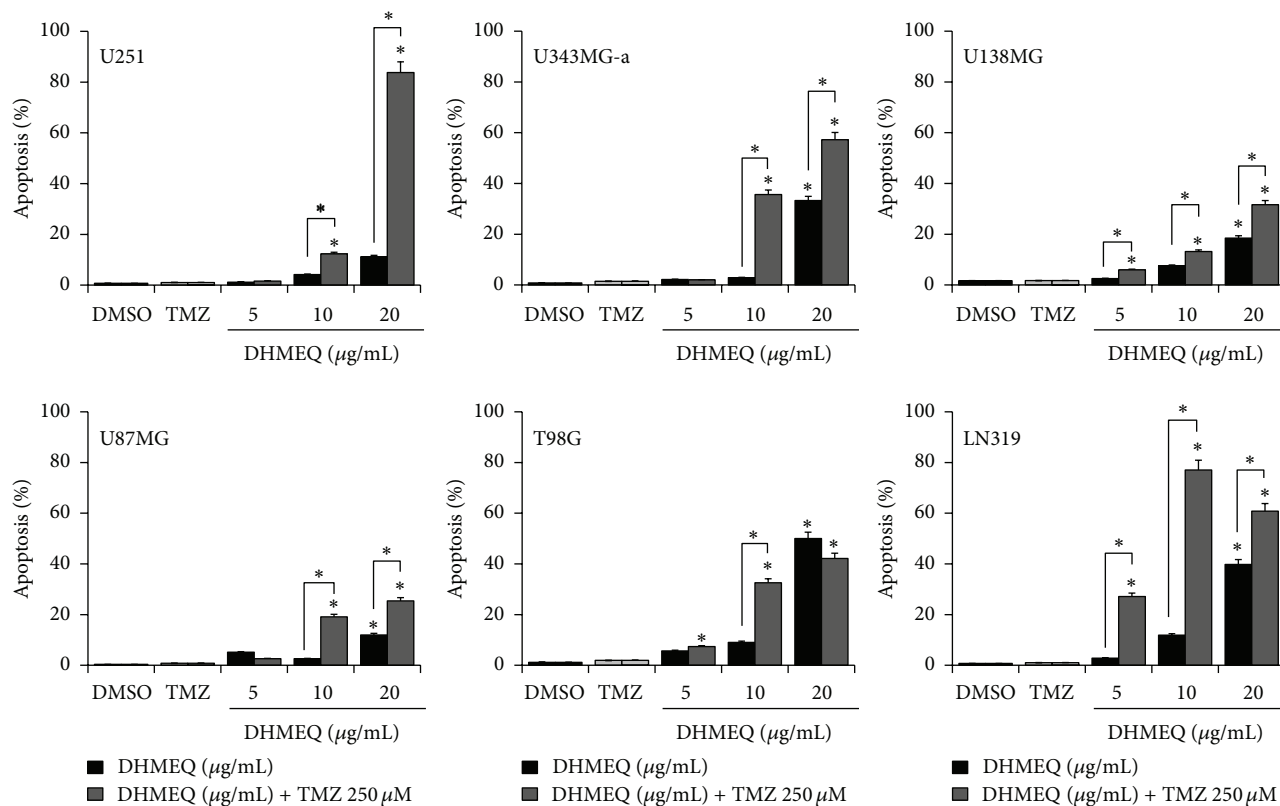 100
80
60
40
20
0
Apoptosis (%)
U251
*
*
*
*
DMSO TMZ 5 10 20
DHMEQ (µg/mL)
100
80
60
40
20
0
Apoptosis (%)
U343MG-a
*
*
*
*
*
DMSO TMZ 5 10 20
DHMEQ (µg/mL)
100
80
60
40
20
0
Apoptosis (%)
U138MG
*
*
*
*
*
*
*
DMSO TMZ 5 10 20
DHMEQ (µg/mL)
100
80
60
40
20
0
Apoptosis (%)
U87MG
*
*
*
*
*
DMSO TMZ 5 10 20
DHMEQ (µg/mL)
100
80
60
40
20
0
Apoptosis (%)
T98G
*
*
*
*
*
DMSO TMZ 5 10 20
DHMEQ (µg/mL)
100
80
60
40
20
0
Apoptosis (%)
LN319
*
*
*
*
*
*
*
DMSO TMZ 5 10 20
DHMEQ (µg/mL)
DHMEQ (µg/mL)
DHMEQ (µg/mL) + TMZ 250 µM
DHMEQ (µg/mL)
DHMEQ (µg/mL) + TMZ 250 µM
DHMEQ (µg/mL)
DHMEQ (µg/mL) + TMZ 250 µM